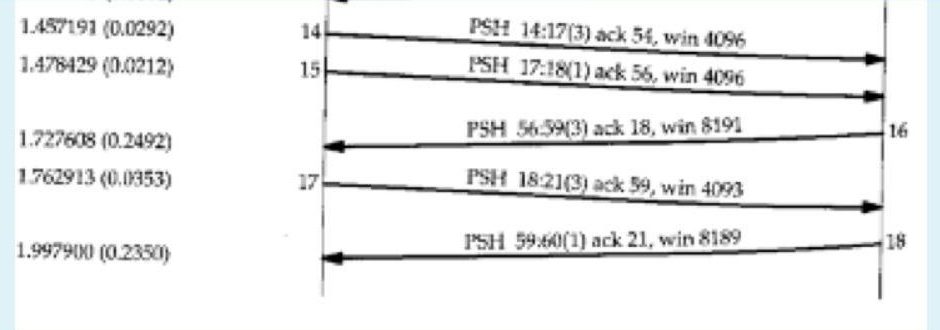 1.457191 (0.0292) 14 PSH 14:17(3) ack 54, win 4096
1.478429 (0.0212) 15 PSH 17:18(1) ack 56, win 4096
1.727608 (0.2492) PSH 56:59(3) ack 18, win 8191 16
1.762913 (0.0353) 17 PSH 18:21(3) ack 59, win 4093
1.997900 (0.2350) PSH 59:60(1) ack 21, win 8189 18